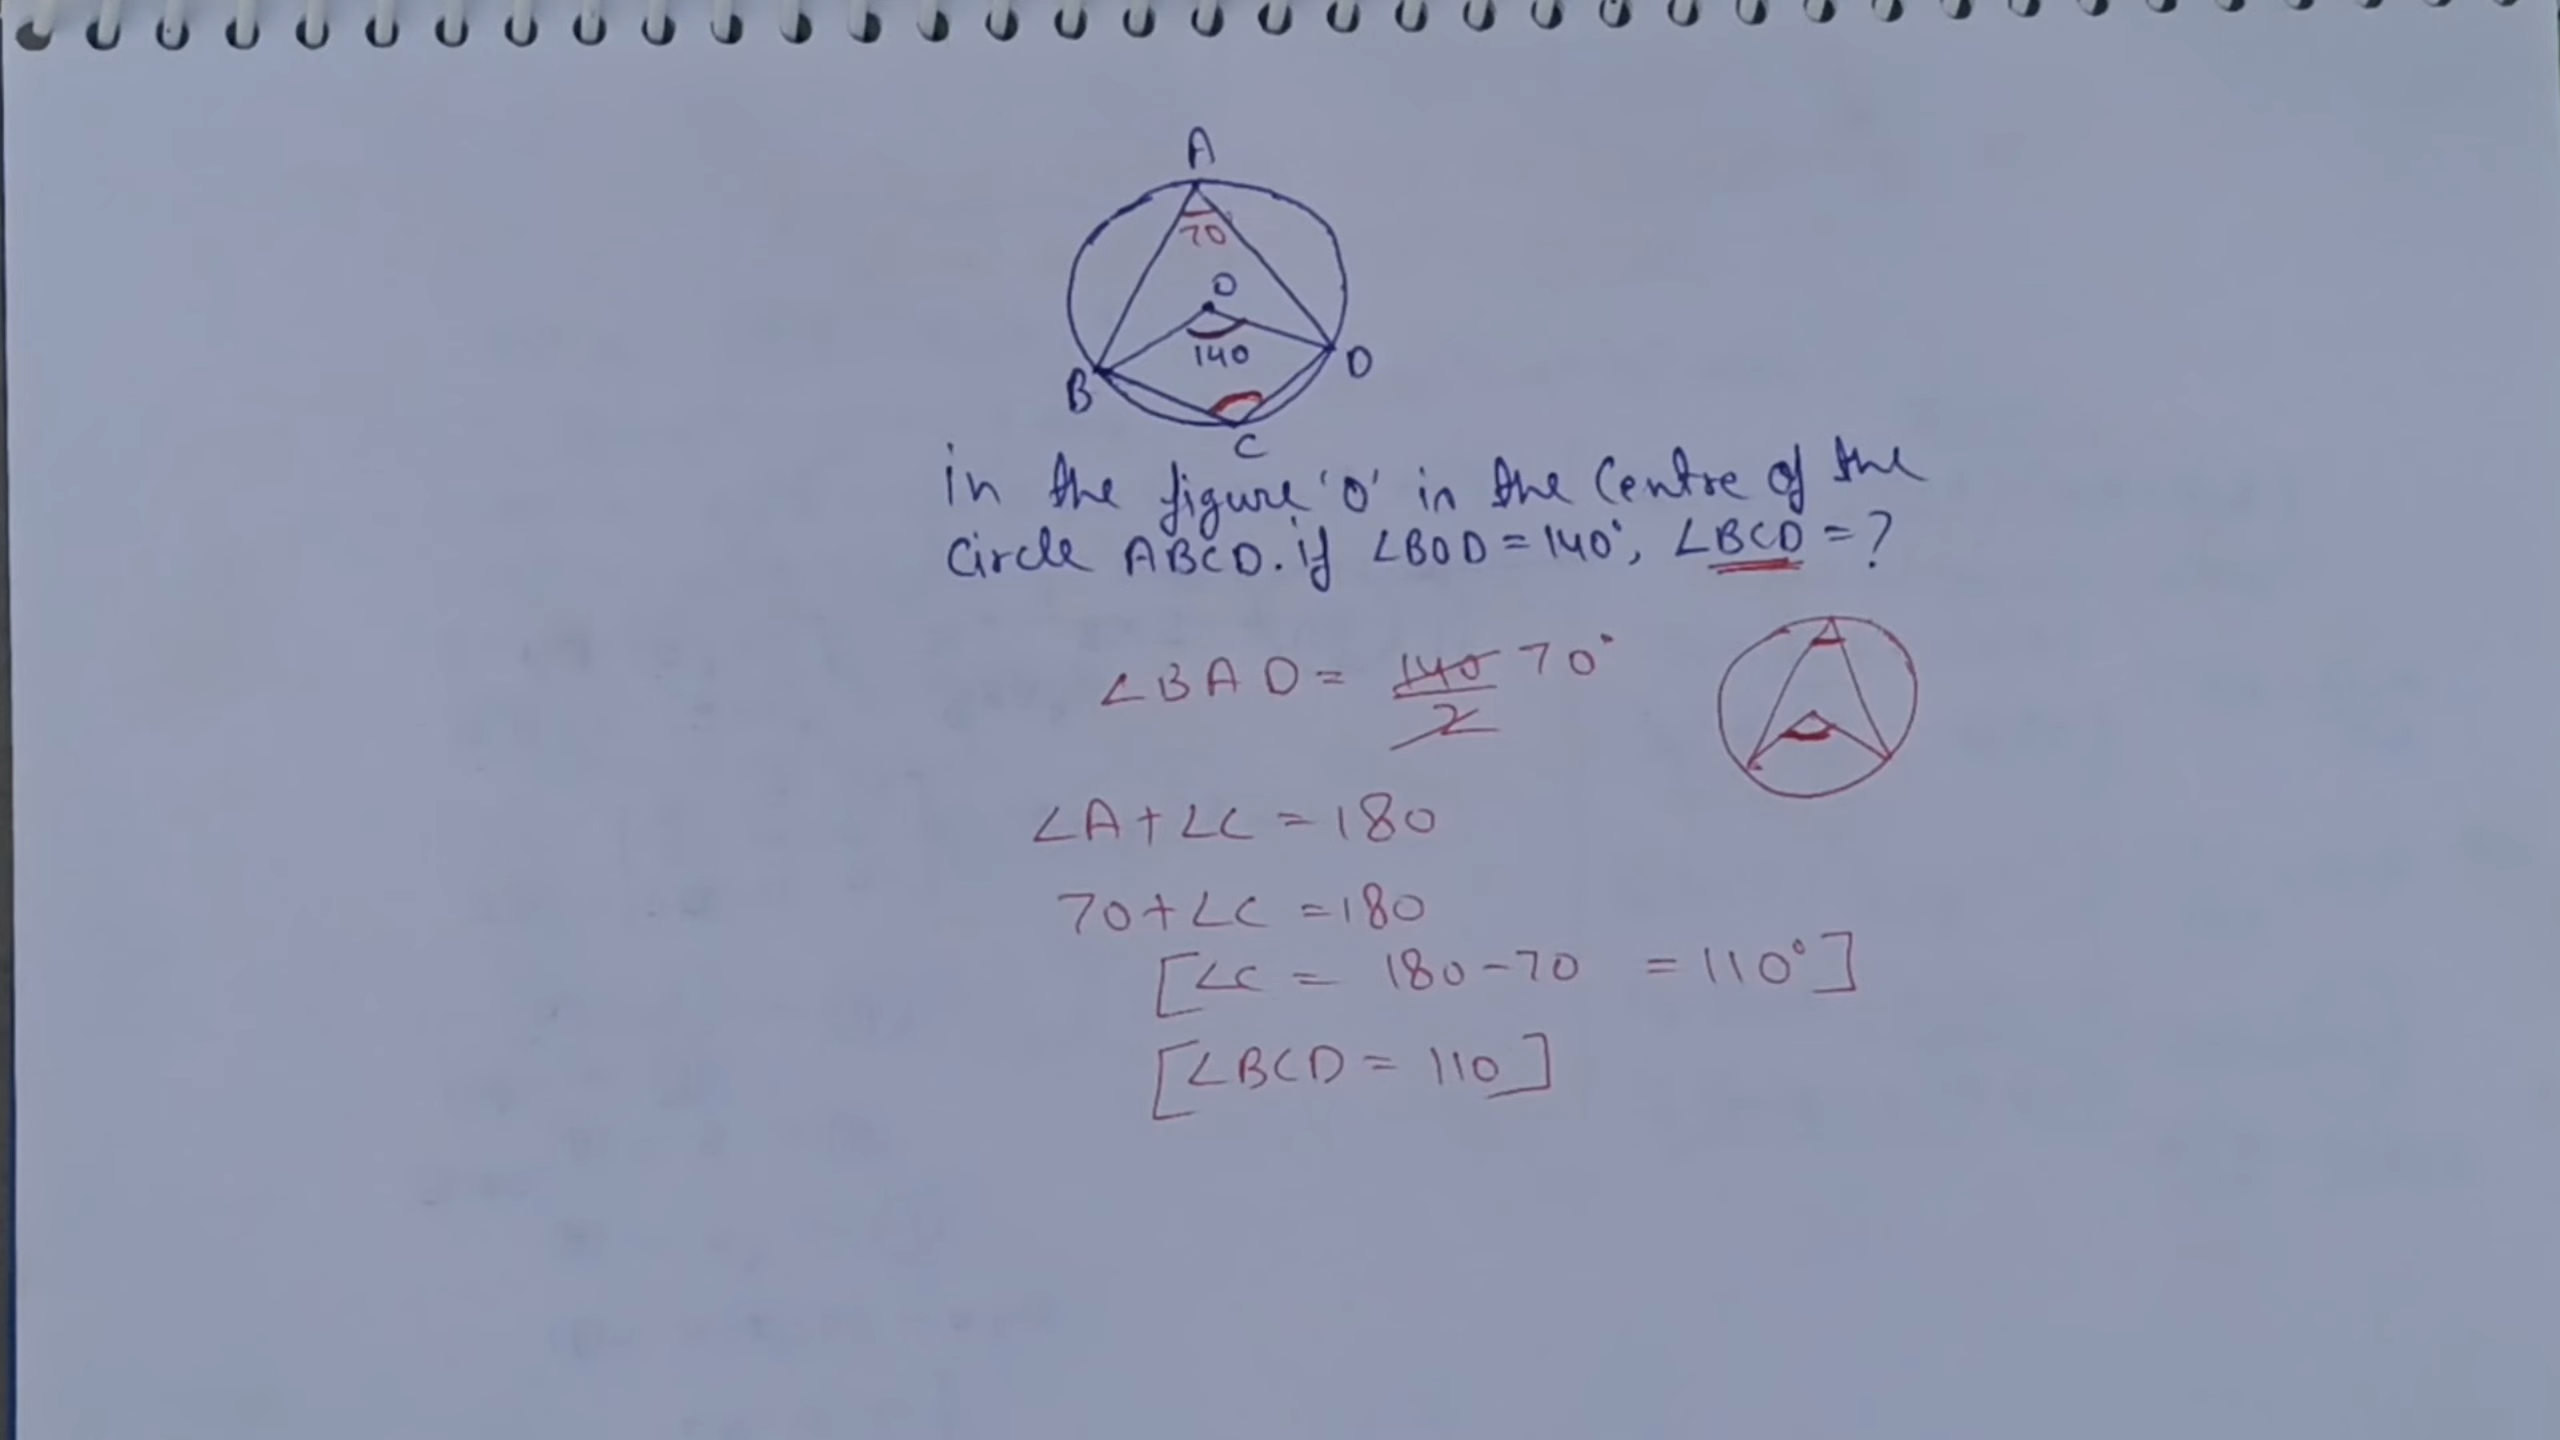 A
70
O
140
B
D
C
in the figure 'O' in the Centre of the
Circle ABCD. if ∠BOD = 140°, ∠BCD = ?
∠BAD = 140/2 70°
∠A + ∠C = 180
70 + ∠C = 180
[∠C = 180 - 70 = 110°]
[∠BCD = 110]